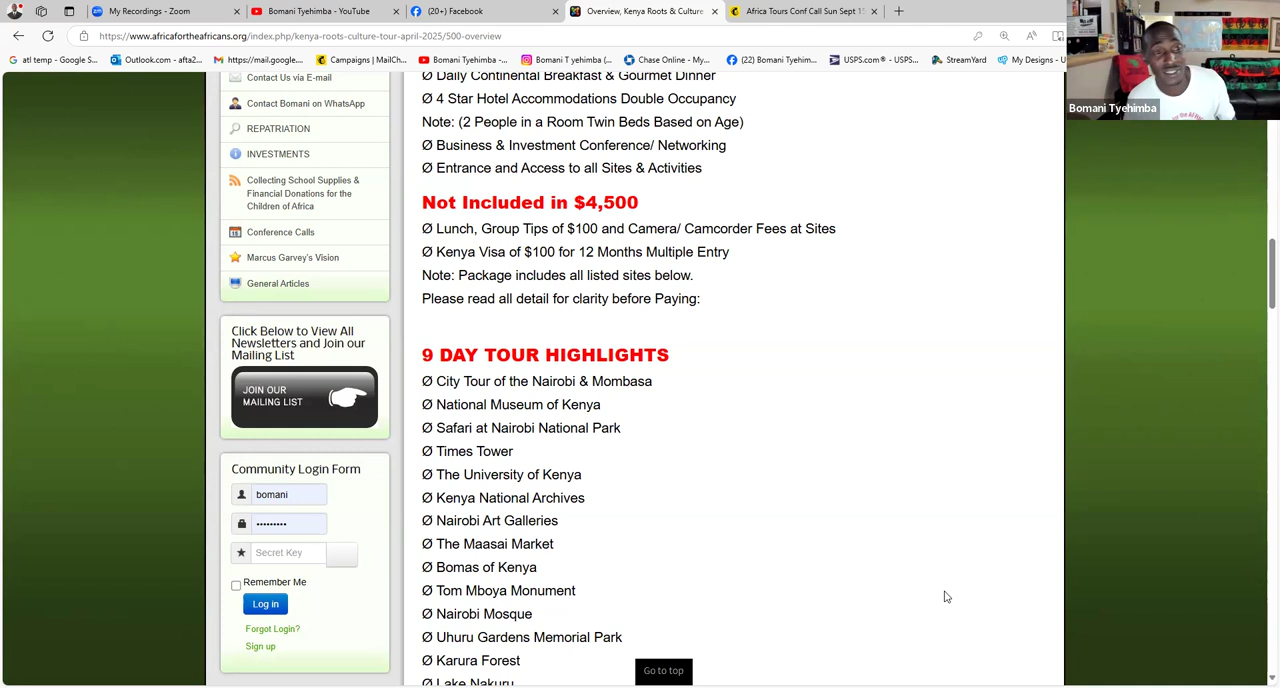 My Recordings - Zoom
Bomani Tyehimba - YouTube
(20+) Facebook
Overview, Kenya Roots & Culture
Africa Tours Conf Call Sun Sept 15
https://www.africafortheafricans.org/index.php/kenya-roots-culture-tour-april-2025/500-overview
atl temp - Google S...
Outlook.com - afta2...
https://mail.google....
Campaigns | MailCh...
Bomani Tyehimba -...
Bomani T yehimba (...
Chase Online - My...
(22) Bomani Tyehim...
USPS.com® - USPS...
StreamYard
My Designs - U
Bomani Tyehimba
Contact Us via E-mail
Contact Bomani on WhatsApp
REPATRIATION
INVESTMENTS
Collecting School Supplies &
Financial Donations for the
Children of Africa
Conference Calls
Marcus Garvey's Vision
General Articles
Click Below to View All
Newsletters and Join our
Mailing List
JOIN OUR
MAILING LIST
Community Login Form
bomani
•••••••••
Secret Key
Remember Me
Log in
Forgot Login?
Sign up
Ø Daily Continental Breakfast & Gourmet Dinner
Ø 4 Star Hotel Accommodations Double Occupancy
Note: (2 People in a Room Twin Beds Based on Age)
Ø Business & Investment Conference/ Networking
Ø Entrance and Access to all Sites & Activities
Not Included in $4,500
Ø Lunch, Group Tips of $100 and Camera/ Camcorder Fees at Sites
Ø Kenya Visa of $100 for 12 Months Multiple Entry
Note: Package includes all listed sites below.
Please read all detail for clarity before Paying:
9 DAY TOUR HIGHLIGHTS
Ø City Tour of the Nairobi & Mombasa
Ø National Museum of Kenya
Ø Safari at Nairobi National Park
Ø Times Tower
Ø The University of Kenya
Ø Kenya National Archives
Ø Nairobi Art Galleries
Ø The Maasai Market
Ø Bomas of Kenya
Ø Tom Mboya Monument
Ø Nairobi Mosque
Ø Uhuru Gardens Memorial Park
Ø Karura Forest
Ø Lake Nakuru
Go to top